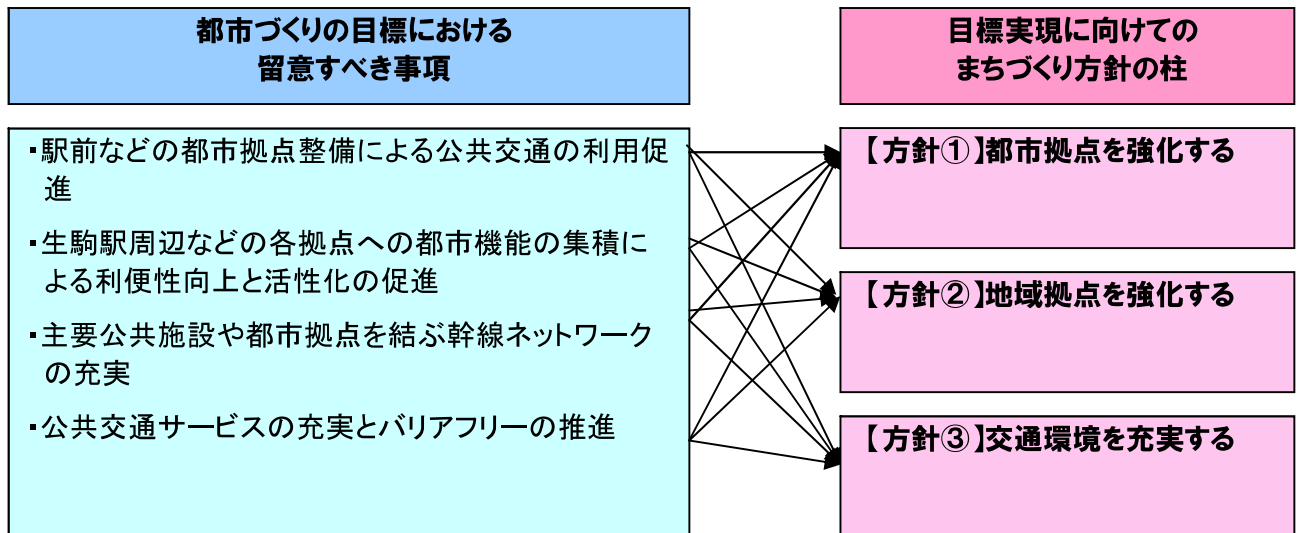 都市づくりの目標における
留意すべき事項
目標実現に向けての
まちづくり方針の柱
・駅前などの都市拠点整備による公共交通の利用促
進
・生駒駅周辺などの各拠点への都市機能の集積に
よる利便性向上と活性化の促進
・主要公共施設や都市拠点を結ぶ幹線ネットワーク
の充実
・公共交通サービスの充実とバリアフリーの推進
【方針①】都市拠点を強化する
【方針②】地域拠点を強化する
【方針③】交通環境を充実する